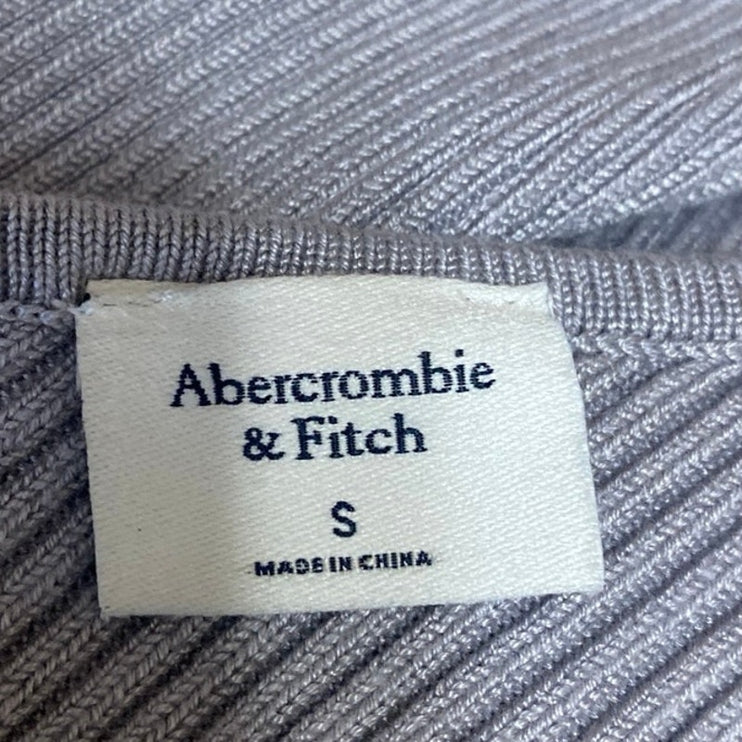 Abercrombie
& Fitch
S
MADE IN CHINA